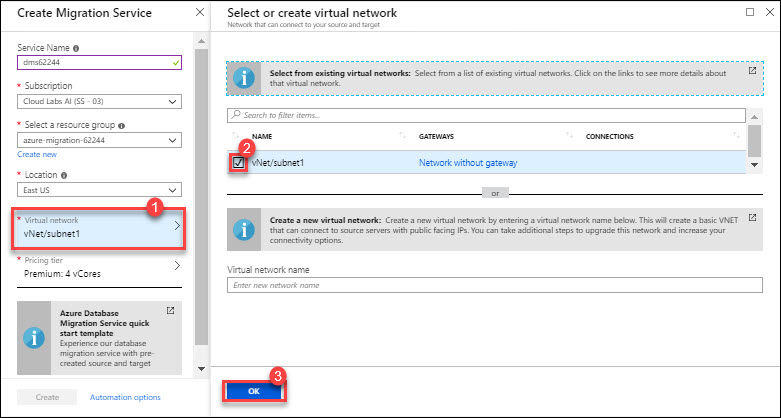 Create Migration Service
Service Name
dms62244
* Subscription
Cloud Labs AI (SS - 03)
* Select a resource group
azure-migration-62244
Create new
* Location
East US
1
* Virtual network
vNet/subnet1
* Pricing tier
Premium: 4 vCores
Azure Database
Migration Service quick
start template
Experience our database
migration service with pre-
created source and target
Create
Automation options
Select or create virtual network
Network that can connect to your source and target
Select from existing virtual networks: Select from a list of existing virtual networks. Click on the links to see more details about
that virtual network.
Search to filter items...
NAME
GATEWAYS
CONNECTIONS
2
vNet/subnet1
Network without gateway
or
Create a new virtual network: Create a new virtual network by entering a virtual network name below. This will create a basic VNET
that can connect to source servers with public facing IPs. You can take additional steps to upgrade this network and increase your
connectivity options.
Virtual network name
Enter new network name
3
OK